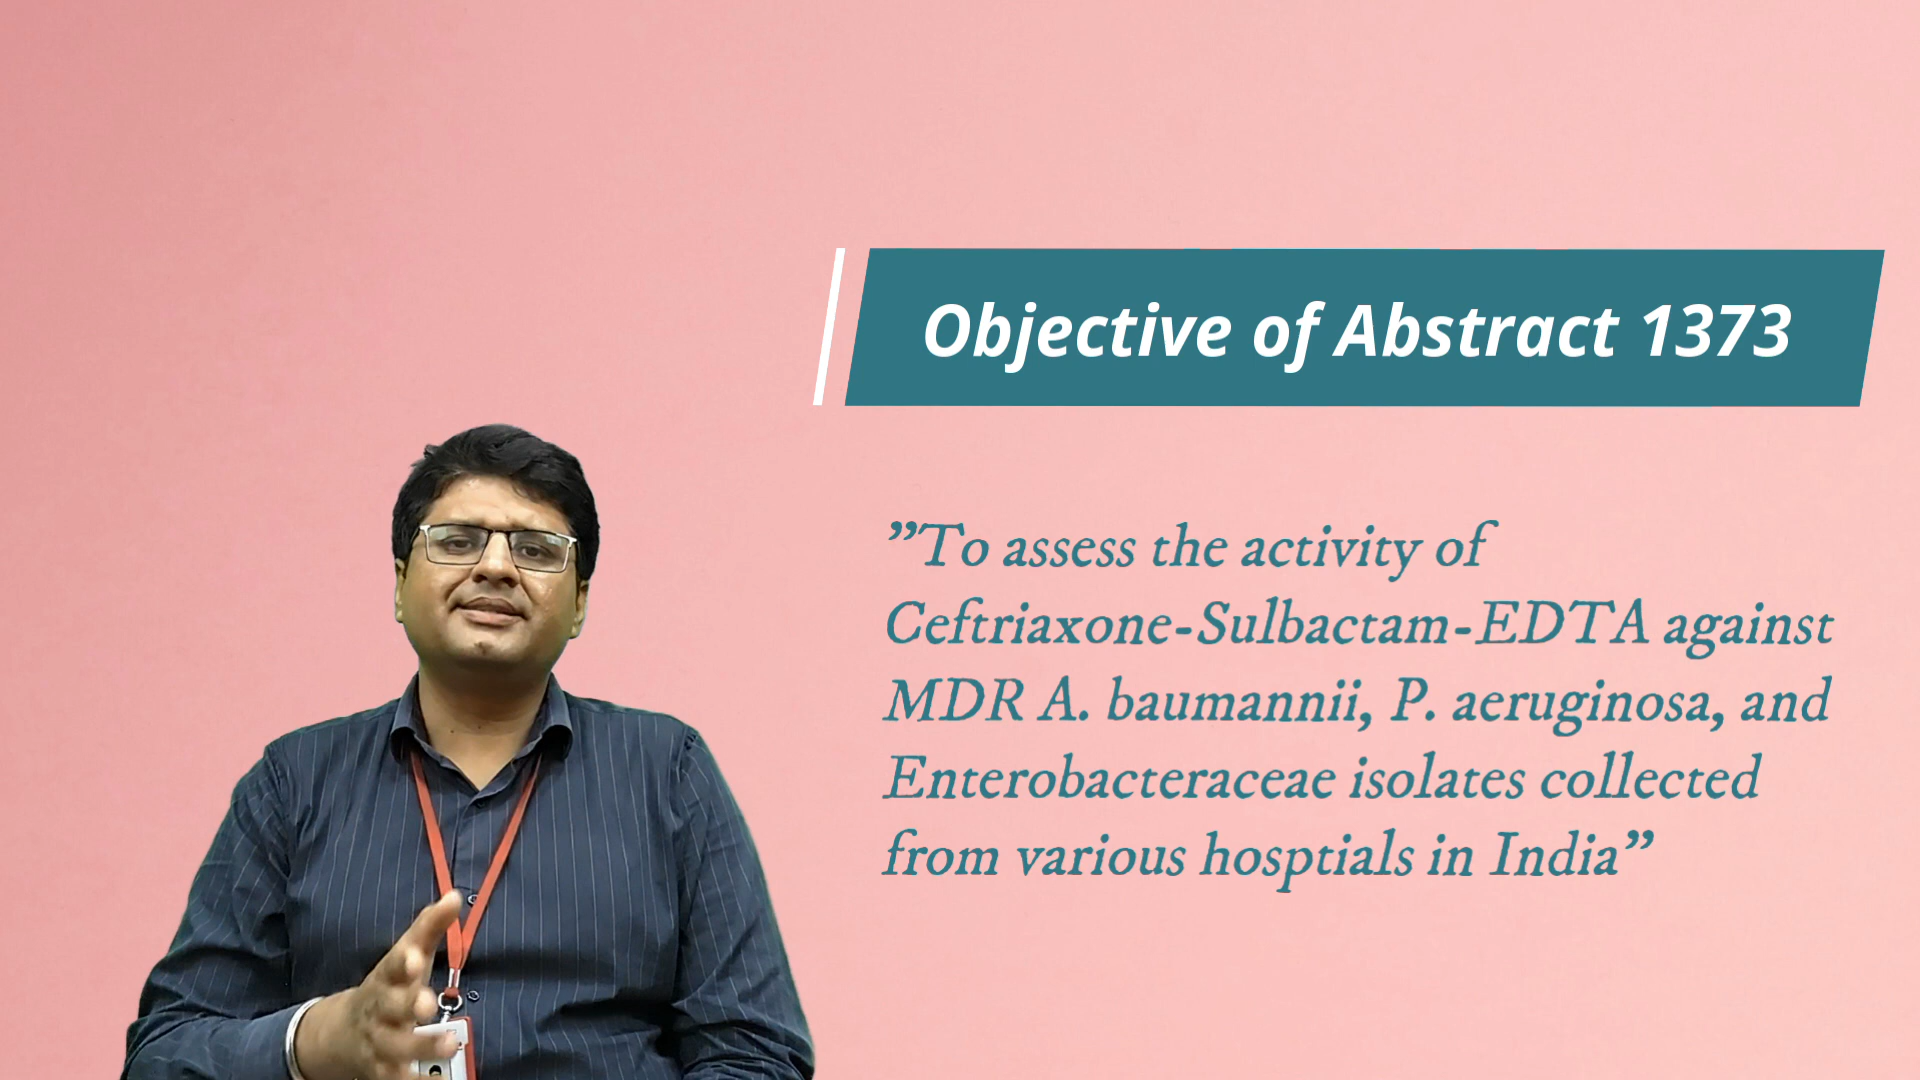 Objective of Abstract 1373
”To assess the activity of
Ceftriaxone-Sulbactam-EDTA against
MDR A. baumannii, P. aeruginosa, and
Enterobacteraceae isolates collected
from various hosptials in India”